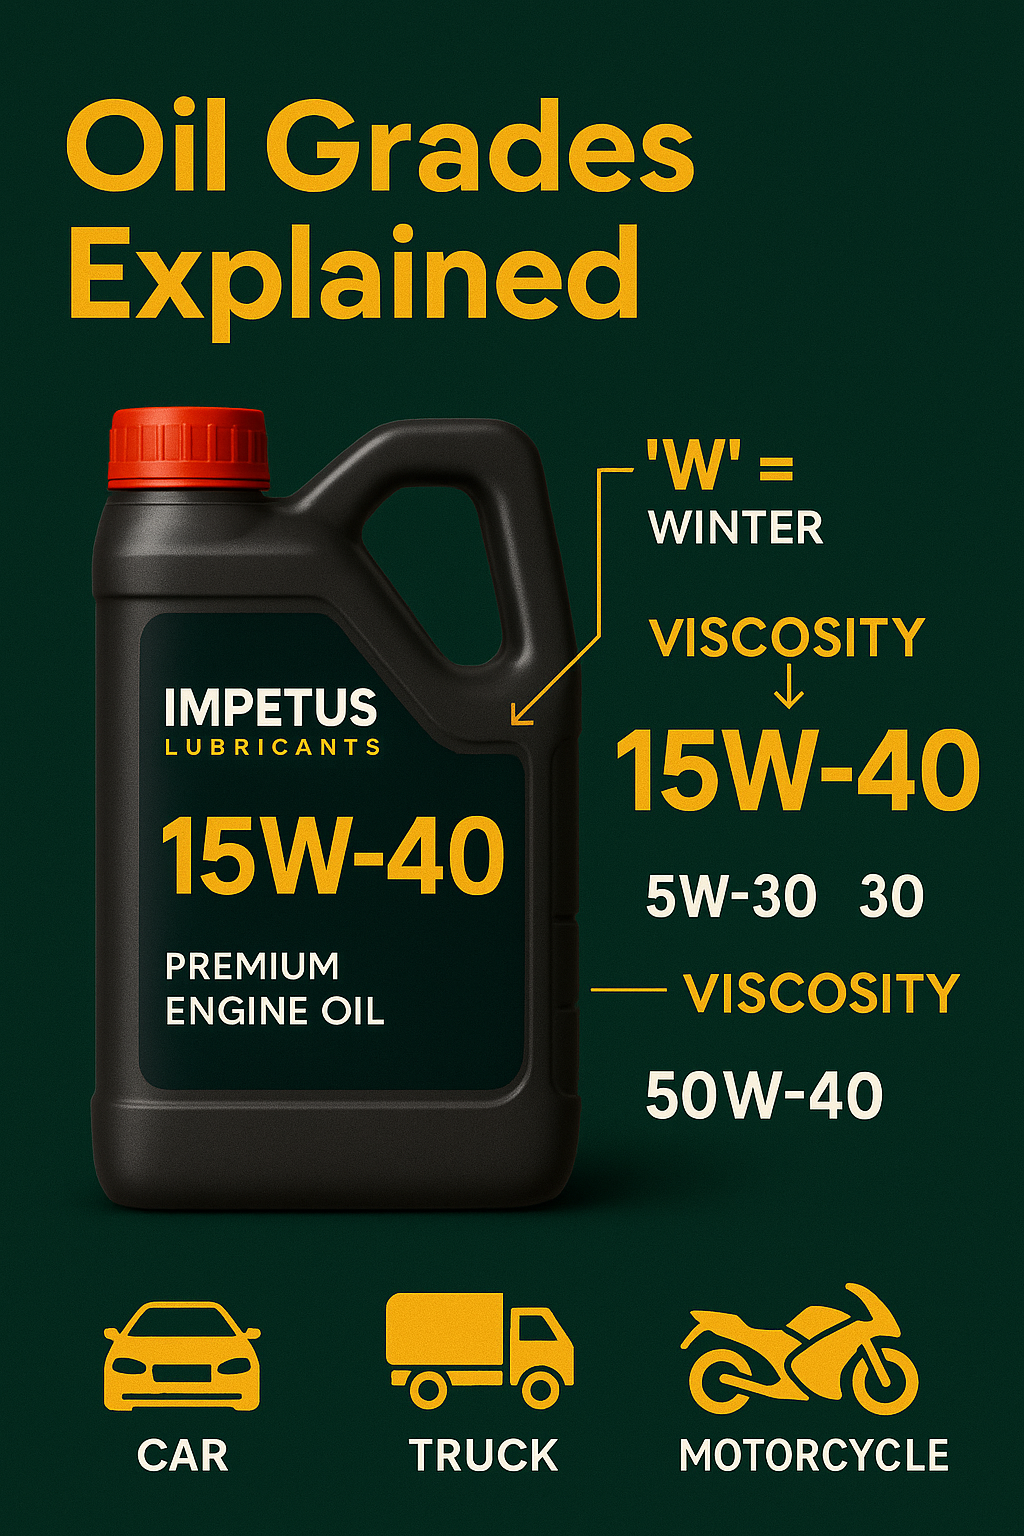 Oil Grades
Explained
'W' =
WINTER
VISCOSITY
15W-40
5W-30 30
VISCOSITY
50W-40
IMPETUS
LUBRICANTS
15W-40
PREMIUM
ENGINE OIL
CAR
TRUCK
MOTORCYCLE